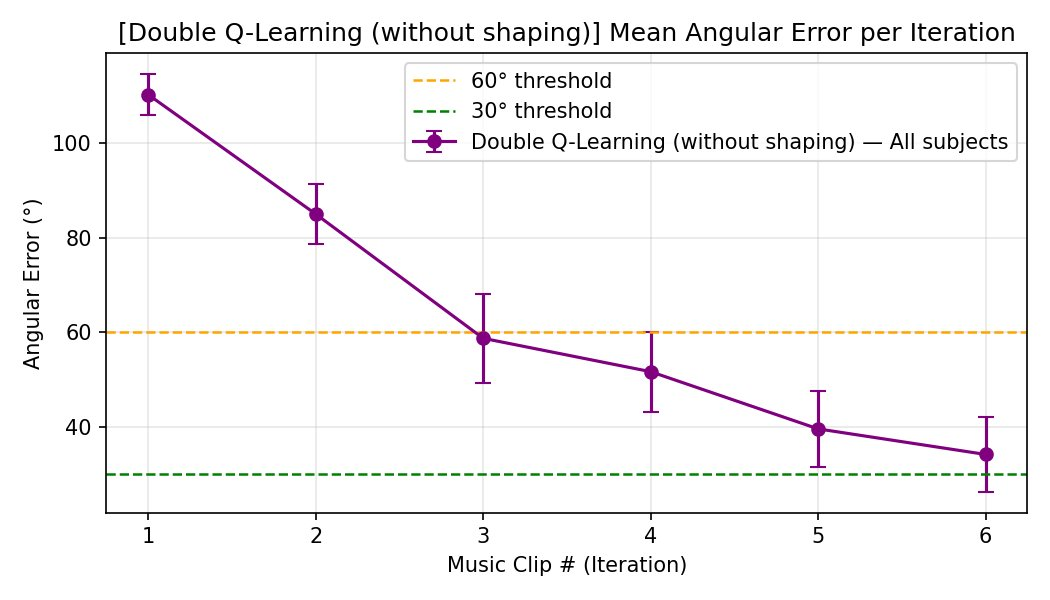 [Double Q-Learning (without shaping)] Mean Angular Error per Iteration
60° threshold
30° threshold
Double Q-Learning (without shaping) — All subjects
Angular Error (°)
100
80
60
40
1 2 3 4 5 6
Music Clip # (Iteration)